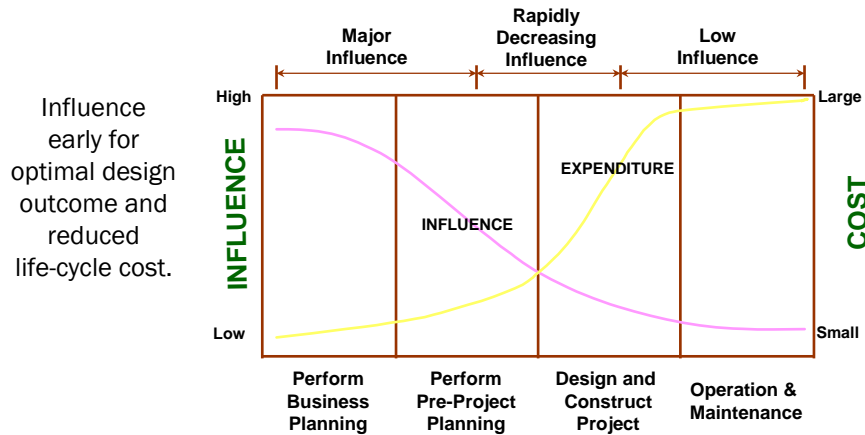 Major
Influence
Rapidly
Decreasing
Influence
Low
Influence
Influence
early for
optimal design
outcome and
reduced
life-cycle cost.
High
Low
INFLUENCE
INFLUENCE
EXPENDITURE
Large
Small
COST
Perform
Business
Planning
Perform
Pre-Project
Planning
Design and
Construct
Project
Operation &
Maintenance